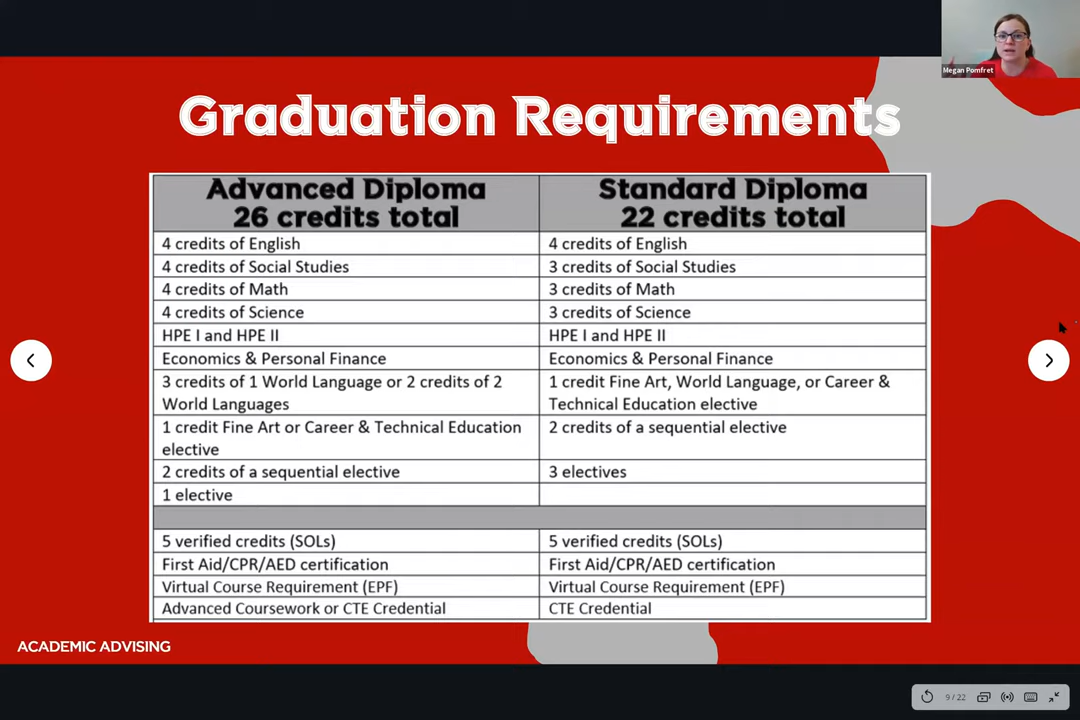 Megan Pomfret
Graduation Requirements
Advanced Diploma
26 credits total
Standard Diploma
22 credits total
4 credits of English
4 credits of English
4 credits of Social Studies
3 credits of Social Studies
4 credits of Math
3 credits of Math
4 credits of Science
3 credits of Science
HPE I and HPE II
HPE I and HPE II
Economics & Personal Finance
Economics & Personal Finance
3 credits of 1 World Language or 2 credits of 2
World Languages
1 credit Fine Art, World Language, or Career &
Technical Education elective
1 credit Fine Art or Career & Technical Education
elective
2 credits of a sequential elective
2 credits of a sequential elective
3 electives
1 elective
5 verified credits (SOLs)
5 verified credits (SOLs)
First Aid/CPR/AED certification
First Aid/CPR/AED certification
Virtual Course Requirement (EPF)
Virtual Course Requirement (EPF)
Advanced Coursework or CTE Credential
CTE Credential
ACADEMIC ADVISING
9 / 22